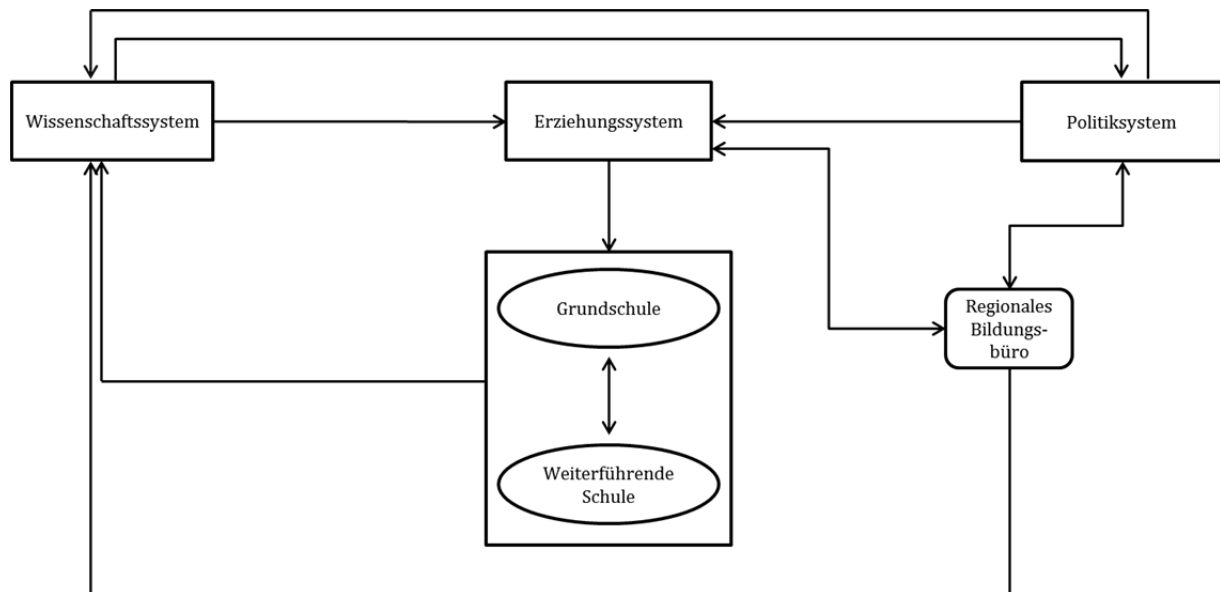 Wissenschaftssystem
Erziehungssystem
Politiksystem
Grundschule
Regionales
Bildungs-
büro
Weiterführende
Schule